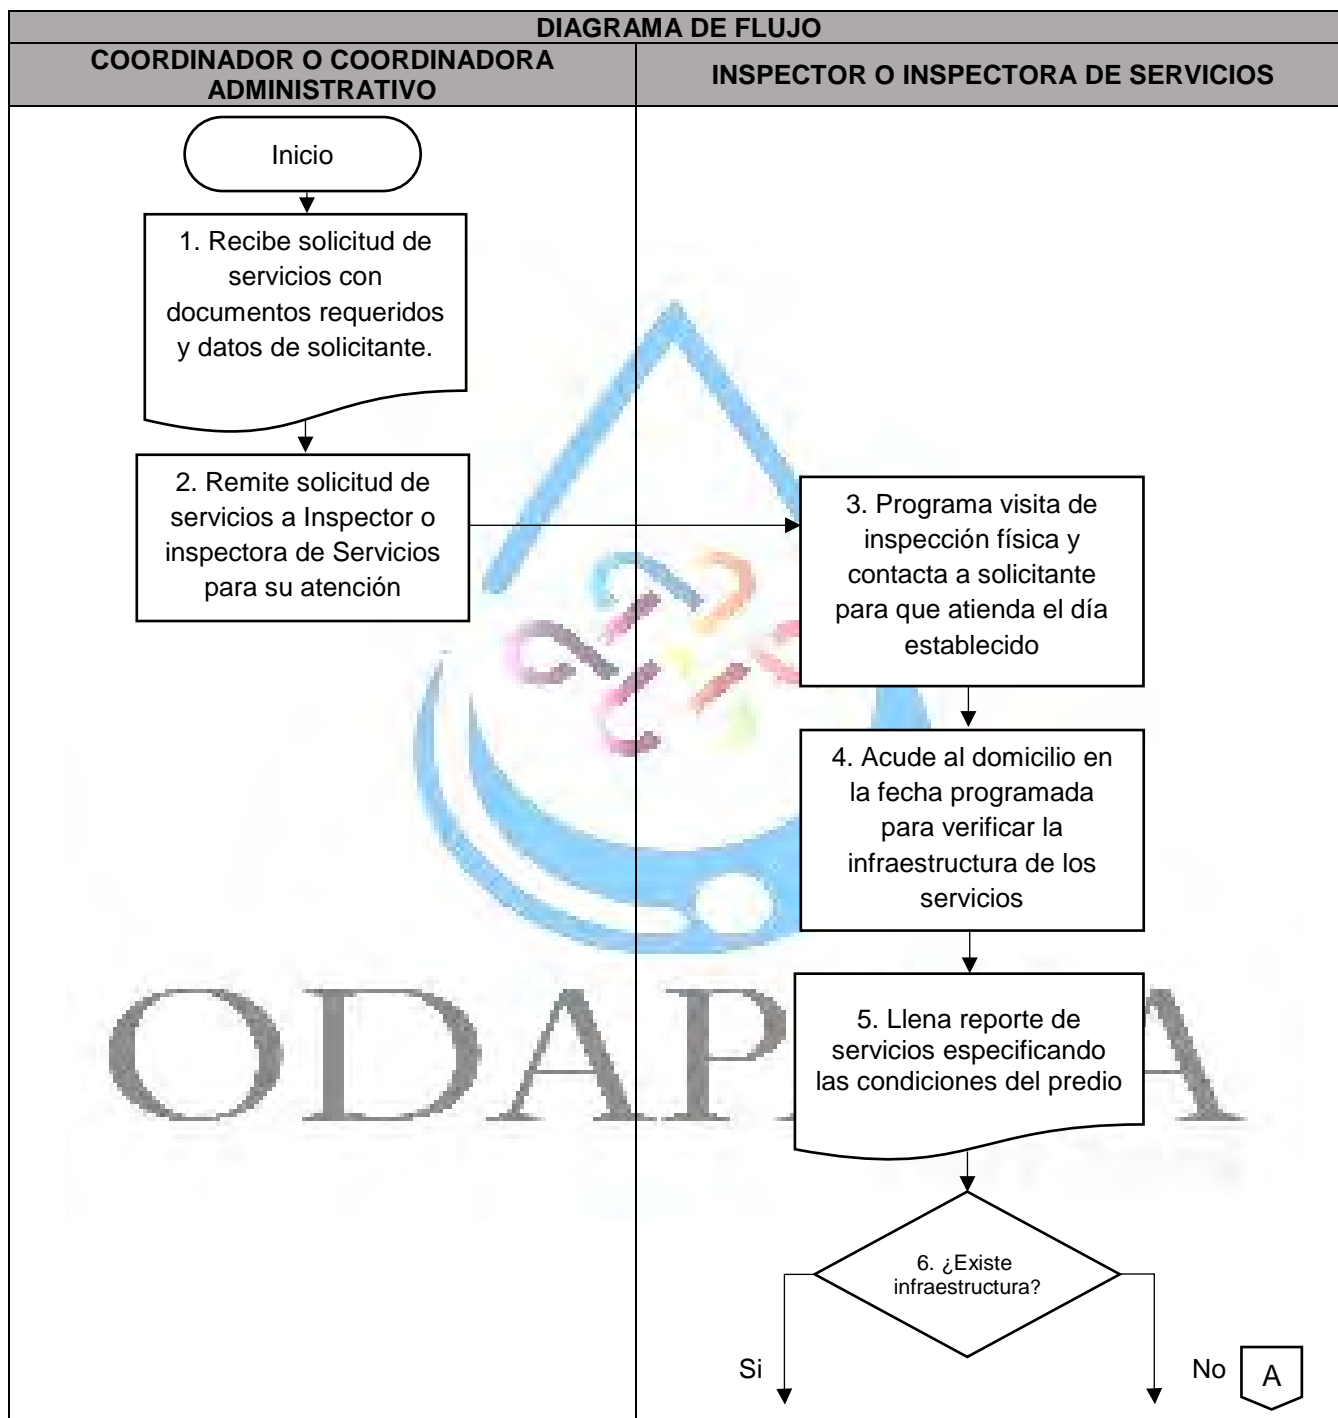 DIAGRAMA DE FLUJO
COORDINADOR O COORDINADORA
ADMINISTRATIVO
INSPECTOR O INSPECTORA DE SERVICIOS
Inicio
1. Recibe solicitud de
servicios con
documentos requeridos
y datos de solicitante.
2. Remite solicitud de
servicios a Inspector o
inspectora de Servicios
para su atención
3. Programa visita de
inspección física y
contacta a solicitante
para que atienda el día
establecido
4. Acude al domicilio en
la fecha programada
para verificar la
infraestructura de los
servicios
5. Llena reporte de
servicios especificando
las condiciones del predio
6. ¿Existe
infraestructura?
Si
No
A